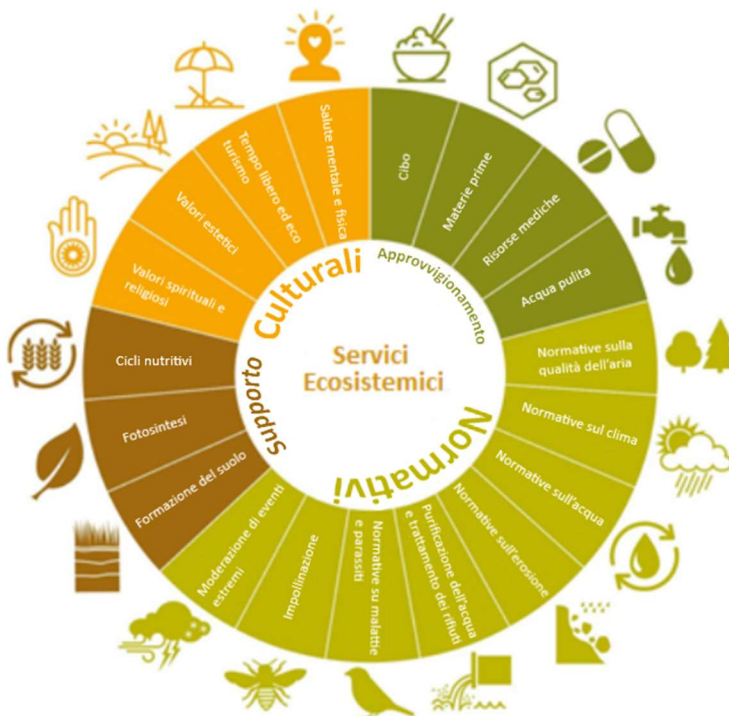 Servici
Ecosistemici
Approvvigionamento
Cibo
Materie prime
Risorse mediche
Acqua pulita
Normativi
Normative sulla
qualità dell'aria
Normative sul clima
Normative sull'acqua
Normative sull'erosione
Purificazione dell'acqua
e trattamento dei rifiuti
Normative su malattie
e parassiti
Impollinazione
Moderazione di eventi
estremi
Supporto
Formazione del suolo
Fotosintesi
Cicli nutritivi
Culturali
Valori spirituali e
religiosi
Valori estetici
Tempo libero ed eco
turismo
Salute mentale e fisica